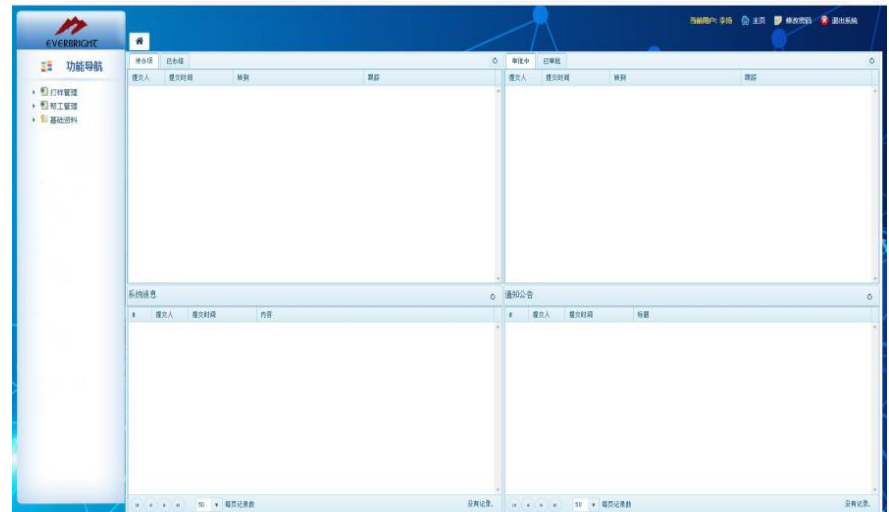 EVERBRIGHT
当前用户: 李扬 主页 修改密码 退出系统
功能导航
打样管理
帮工管理
基础资料
待办项 已办结
提交人 提交时间 类别 跟踪
审批中 已审批
提交人 提交时间 类别 跟踪
系统消息
# 提交人 提交时间 内容
通知公告
# 提交人 提交时间 标题
50 每页记录数 没有记录.
50 每页记录数 没有记录.